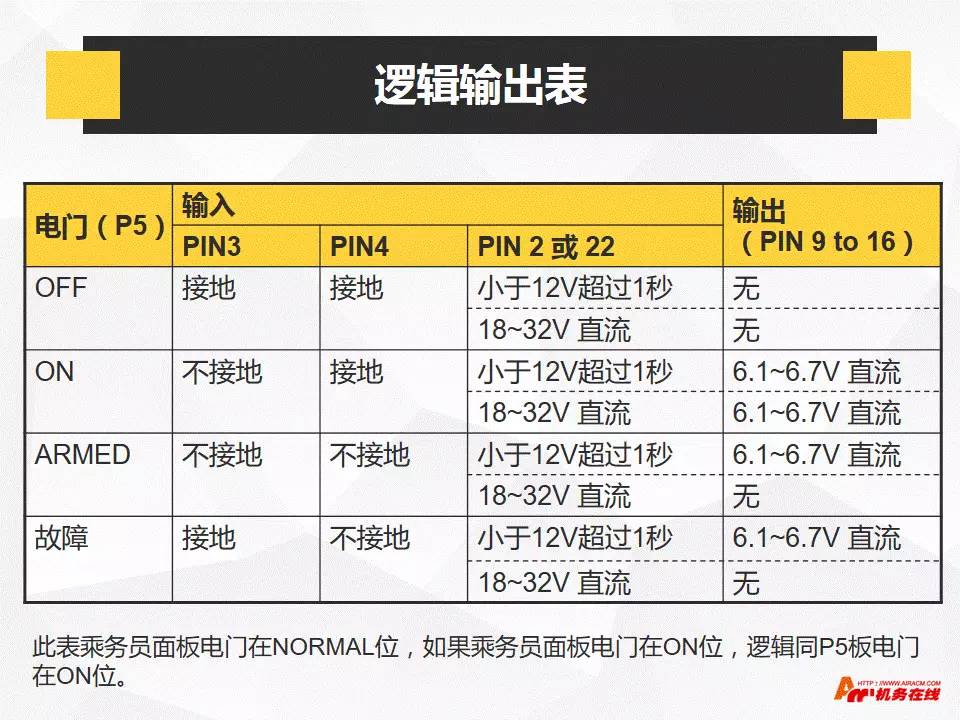 逻辑输出表
电门（P5） 输入 输出（PIN 9 to 16）
PIN3 PIN4 PIN 2 或 22
OFF 接地 接地 小于12V超过1秒 无
18~32V 直流 无
ON 不接地 接地 小于12V超过1秒 6.1~6.7V 直流
18~32V 直流 6.1~6.7V 直流
ARMED 不接地 不接地 小于12V超过1秒 6.1~6.7V 直流
18~32V 直流 无
故障 接地 不接地 小于12V超过1秒 6.1~6.7V 直流
18~32V 直流 无
此表乘务员面板电门在NORMAL位，如果乘务员面板电门在ON位，逻辑同P5板电门
在ON位。
HTTP://WWW.AIRACM.COM
机务在线